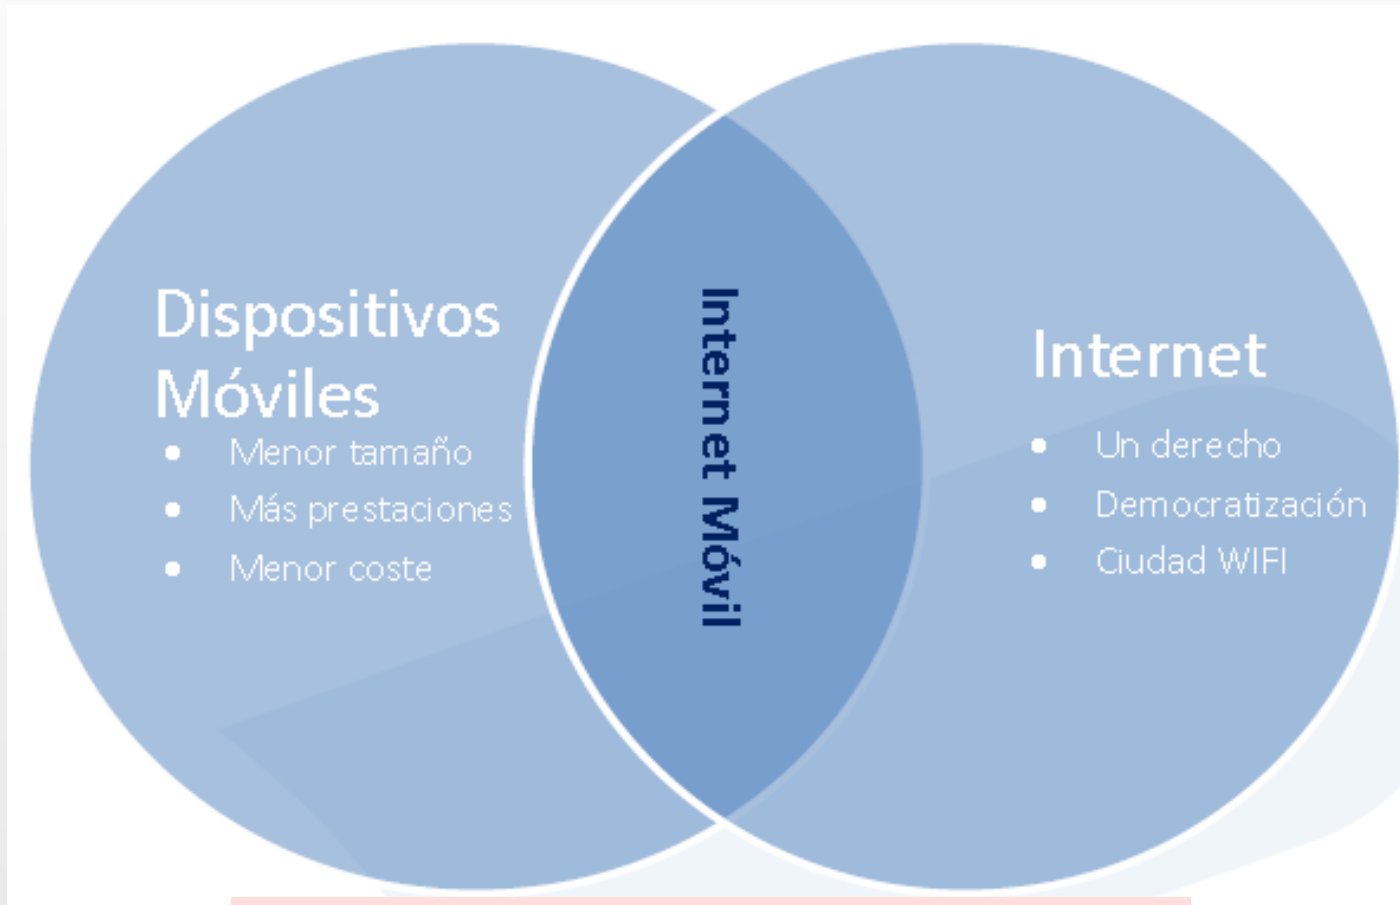 Dispositivos
Móviles
• Menor tamaño
• Más prestaciones
• Menor coste
Internet Móvil
Internet
• Un derecho
• Democratización
• Ciudad WIFI